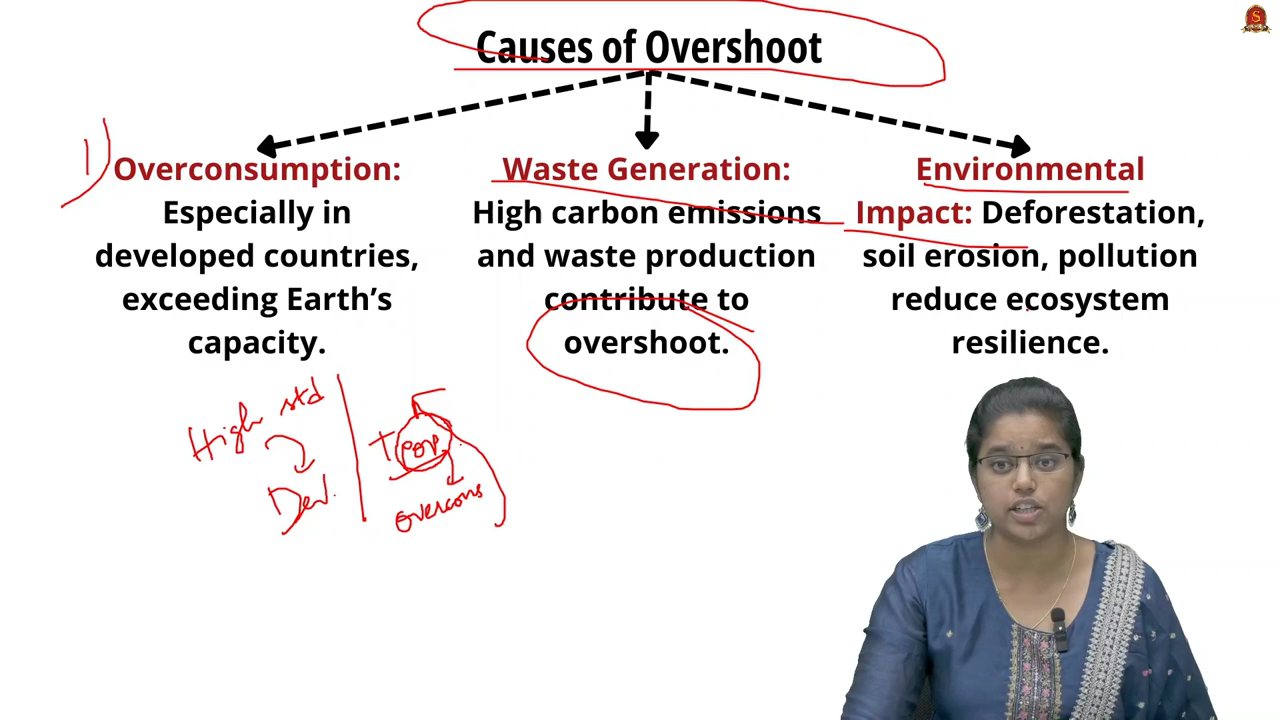 Causes of Overshoot
1)
Overconsumption:
Especially in
developed countries,
exceeding Earth's
capacity.
Waste Generation:
High carbon emissions
and waste production
contribute to
overshoot.
Environmental
Impact: Deforestation,
soil erosion, pollution
reduce ecosystem
resilience.
High std
Dev.
pop.
overcons
S